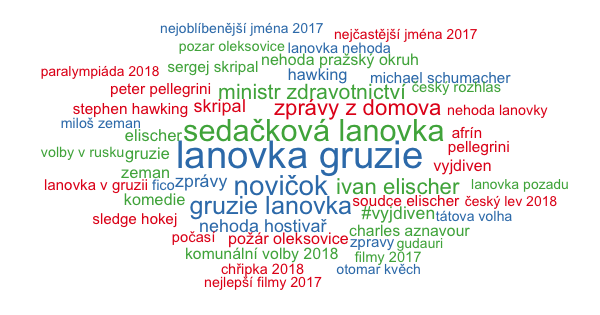 nejoblíbenější jména 2017
nejčastější jména 2017
pozar oleksovice lanovka nehoda
sergej skripal nehoda pražský okruh
paralympiáda 2018 hawking michael schumacher
peter pellegrini ministr zdravotnictví český rozhlas
stephen hawking skripal zprávy z domova nehoda lanovky
miloš zeman elischer sedačková lanovka afrín
pellegrini
volby v rusku gruzie lanovka gruzie vyjdiven
zeman
lanovka v gruzii fico zprávy novičok ivan elischer lanovka pozadu
komedie gruzie lanovka soudce elischer český lev 2018
sledge hokej nehoda hostivař #vyjdiven tátova volha
charles aznavour
počasí požár oleksovice zpravy gudauri
komunální volby 2018 filmy 2017
chřipka 2018 otomar kvěch
nejlepší filmy 2017